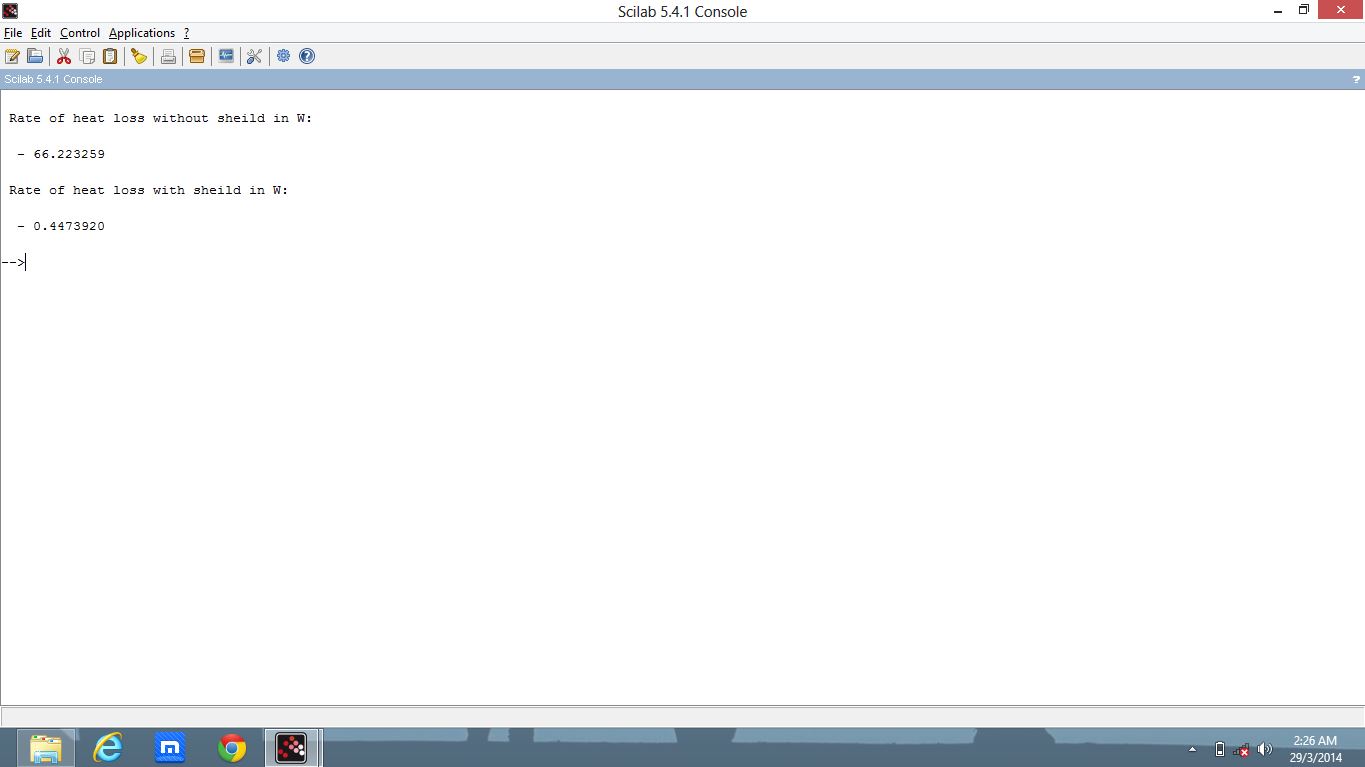 Scilab 5.4.1 Console
File Edit Control Applications ?
Scilab 5.4.1 Console ?
Rate of heat loss without sheild in W:
- 66.223259
Rate of heat loss with sheild in W:
- 0.4473920
-->
2:26 AM
29/3/2014